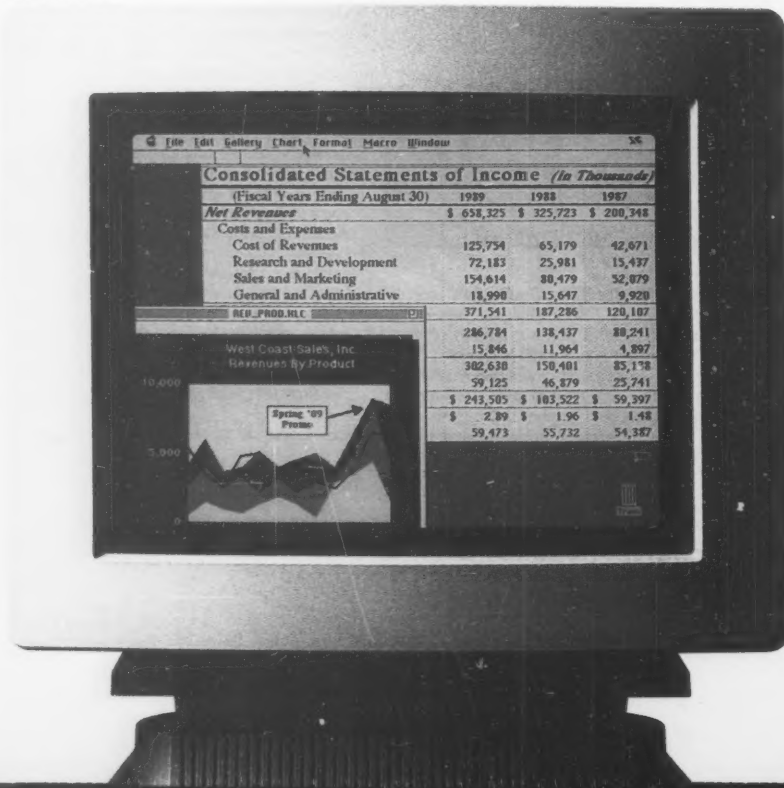 File Edit Gallery Chart Format Macro Window
Consolidated Statements of Income (In Thousands)
(Fiscal Years Ending August 30) 1989 1988 1987
Net Revenues $ 658,325 $ 325,723 $ 200,348
Costs and Expenses
Cost of Revenues 125,754 65,179 42,671
Research and Development 72,183 25,981 15,437
Sales and Marketing 154,614 80,479 52,079
General and Administrative 18,990 15,647 9,920
371,541 187,286 120,107
286,784 138,437 80,241
15,846 11,964 4,897
302,630 150,401 85,138
59,125 46,879 25,741
$ 243,505 $ 103,522 $ 59,397
$ 2.89 $ 1.96 $ 1.48
59,473 55,732 54,387
REV_PROD.XLC
West Coast Sales, Inc.
Revenues By Product
10,000
Spring '89
Promo
5,000
0
Trash